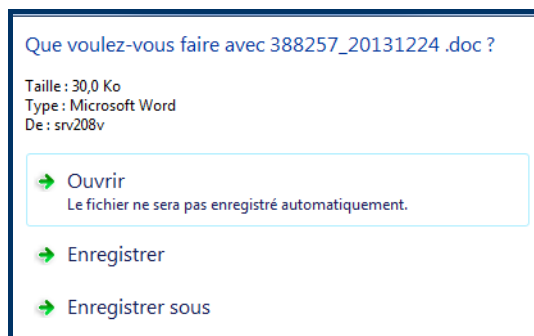 Que voulez-vous faire avec 388257_20131224 .doc ?
Taille : 30,0 Ko
Type : Microsoft Word
De : srv208v
Ouvrir
Le fichier ne sera pas enregistré automatiquement.
Enregistrer
Enregistrer sous